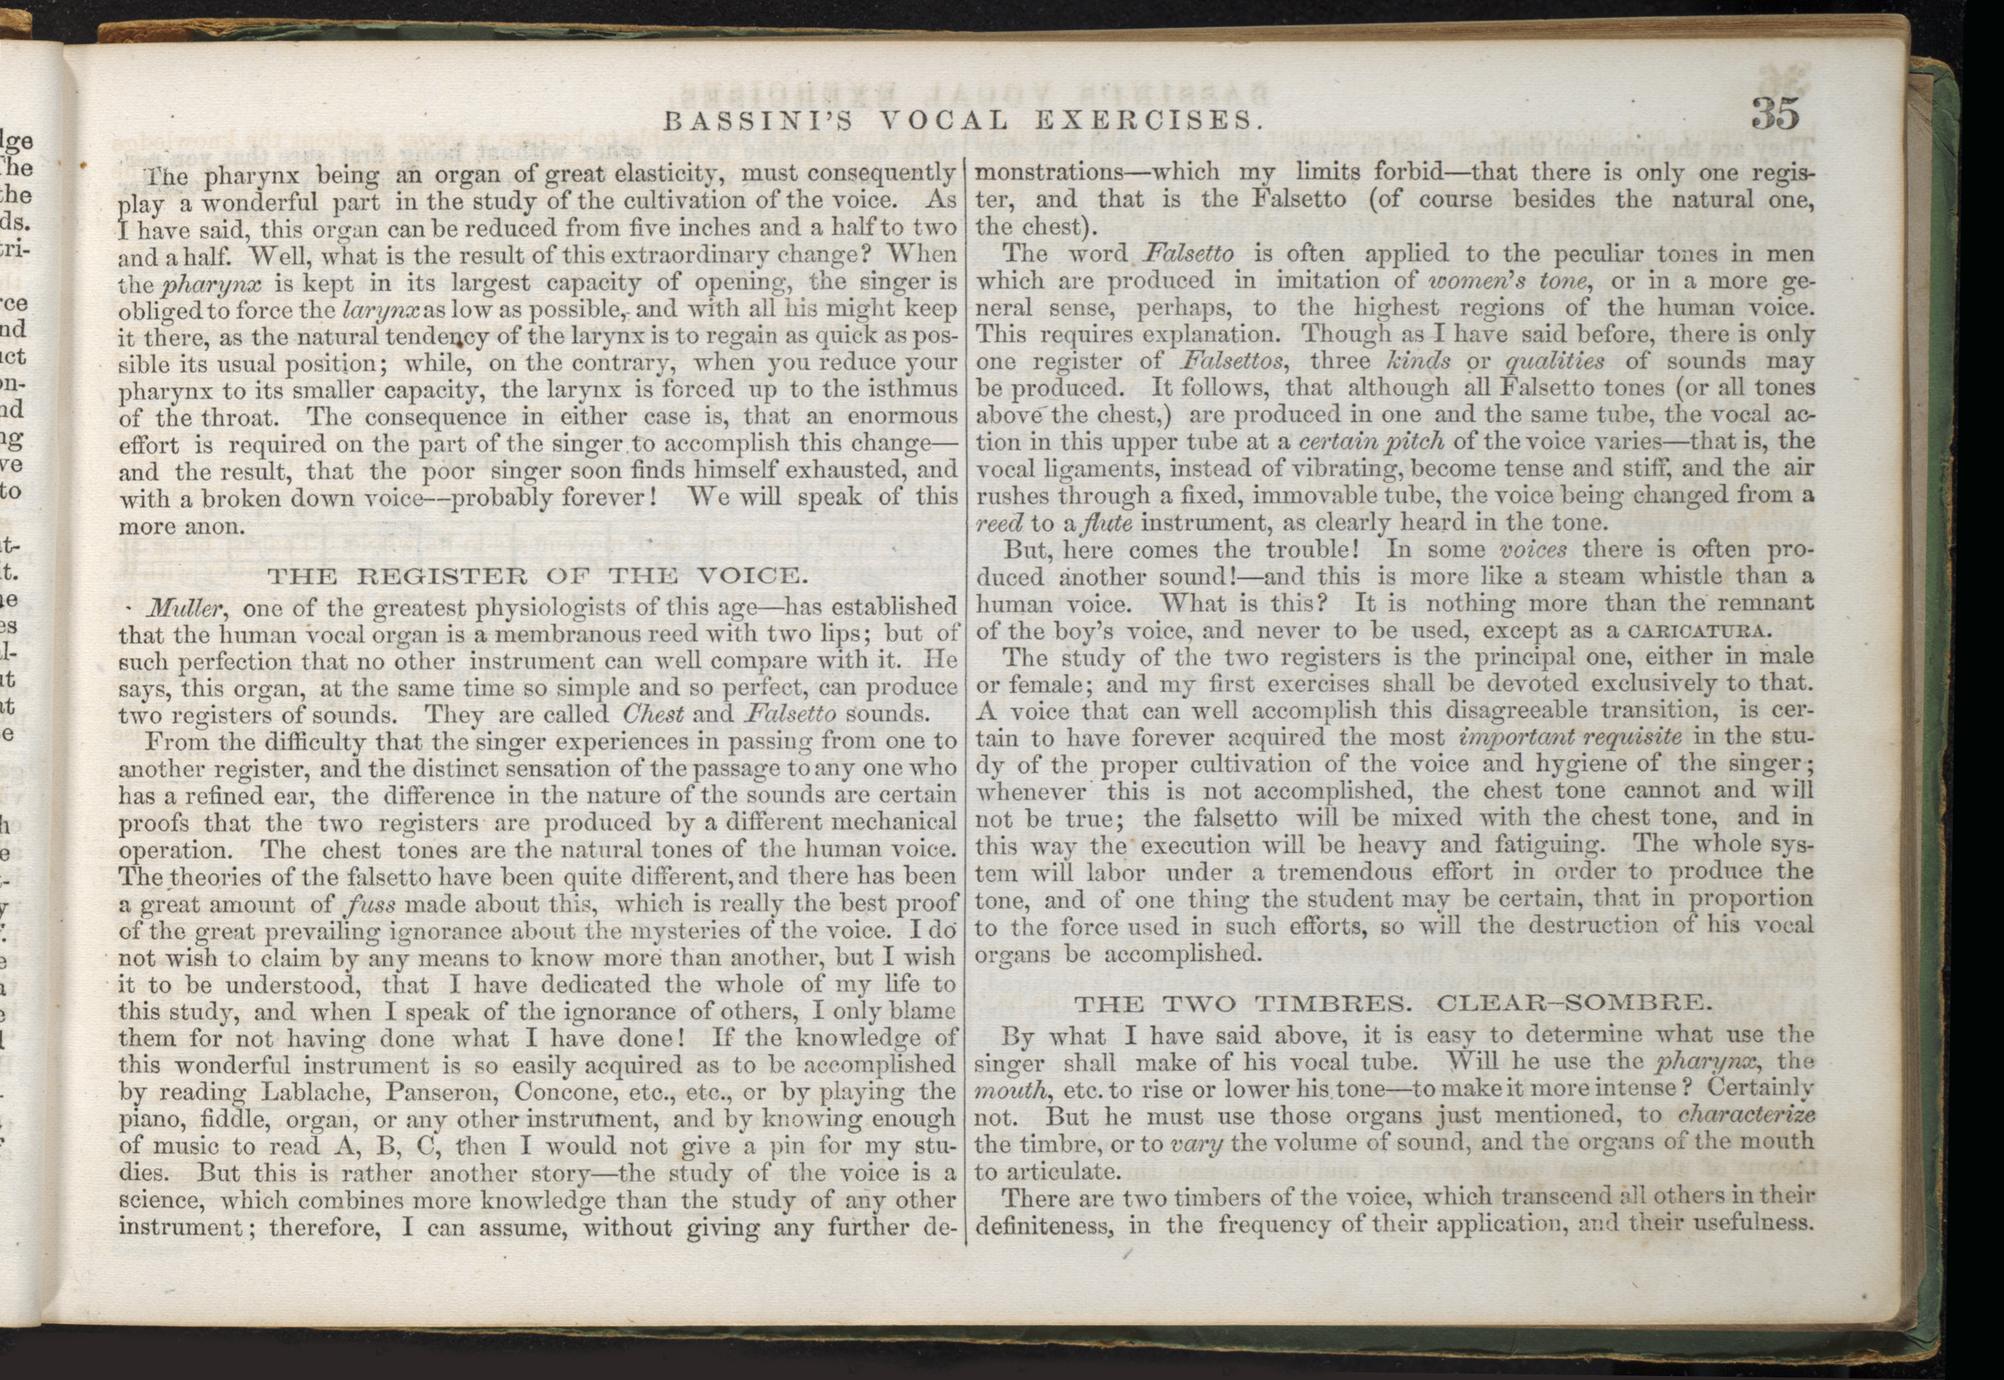 BASSINI'S VOCAL EXERCISES.
35
The pharynx being an organ of great elasticity, must consequently
play a wonderful part in the study of the cultivation of the voice. As
I have said, this organ can be reduced from five inches and a half to two
and a half. Well, what is the result of this extraordinary change? When
the pharynx is kept in its largest capacity of opening, the singer is
obliged to force the larynx as low as possible, and with all his might keep
it there, as the natural tendency of the larynx is to regain as quick as pos-
sible its usual position; while, on the contrary, when you reduce your
pharynx to its smaller capacity, the larynx is forced up to the isthmus
of the throat. The consequence in either case is, that an enormous
effort is required on the part of the singer to accomplish this change—
and the result, that the poor singer soon finds himself exhausted, and
with a broken down voice—probably forever! We will speak of this
more anon.
THE REGISTER OF THE VOICE.
Muller, one of the greatest physiologists of this age—has established
that the human vocal organ is a membranous reed with two lips; but of
such perfection that no other instrument can well compare with it. He
says, this organ, at the same time so simple and so perfect, can produce
two registers of sounds. They are called Chest and Falsetto sounds.
From the difficulty that the singer experiences in passing from one to
another register, and the distinct sensation of the passage to any one who
has a refined ear, the difference in the nature of the sounds are certain
proofs that the two registers are produced by a different mechanical
operation. The chest tones are the natural tones of the human voice.
The theories of the falsetto have been quite different, and there has been
a great amount of fuss made about this, which is really the best proof
of the great prevailing ignorance about the mysteries of the voice. I do
not wish to claim by any means to know more than another, but I wish
it to be understood, that I have dedicated the whole of my life to
this study, and when I speak of the ignorance of others, I only blame
them for not having done what I have done! If the knowledge of
this wonderful instrument is so easily acquired as to be accomplished
by reading Lablache, Panseron, Concone, etc., etc., or by playing the
piano, fiddle, organ, or any other instrument, and by knowing enough
of music to read A, B, C, then I would not give a pin for my stu-
dies. But this is rather another story—the study of the voice is a
science, which combines more knowledge than the study of any other
instrument; therefore, I can assume, without giving any further de-
monstrations—which my limits forbid—that there is only one regis-
ter, and that is the Falsetto (of course besides the natural one,
the chest).
The word Falsetto is often applied to the peculiar tones in men
which are produced in imitation of women's tone, or in a more ge-
neral sense, perhaps, to the highest regions of the human voice.
This requires explanation. Though as I have said before, there is only
one register of Falsettos, three kinds or qualities of sounds may
be produced. It follows, that although all Falsetto tones (or all tones
above the chest,) are produced in one and the same tube, the vocal ac-
tion in this upper tube at a certain pitch of the voice varies—that is, the
vocal ligaments, instead of vibrating, become tense and stiff, and the air
rushes through a fixed, immovable tube, the voice being changed from a
reed to a flute instrument, as clearly heard in the tone.
But, here comes the trouble! In some voices there is often pro-
duced another sound!—and this is more like a steam whistle than a
human voice. What is this? It is nothing more than the remnant
of the boy's voice, and never to be used, except as a CARICATURA.
The study of the two registers is the principal one, either in male
or female; and my first exercises shall be devoted exclusively to that.
A voice that can well accomplish this disagreeable transition, is cer-
tain to have forever acquired the most important requisite in the stu-
dy of the proper cultivation of the voice and hygiene of the singer;
whenever this is not accomplished, the chest tone cannot and will
not be true; the falsetto will be mixed with the chest tone, and in
this way the execution will be heavy and fatiguing. The whole sys-
tem will labor under a tremendous effort in order to produce the
tone, and of one thing the student may be certain, that in proportion
to the force used in such efforts, so will the destruction of his vocal
organs be accomplished.
THE TWO TIMBRES. CLEAR-SOMBRE.
By what I have said above, it is easy to determine what use the
singer shall make of his vocal tube. Will he use the pharynx, the
mouth, etc. to rise or lower his tone—to make it more intense? Certainly
not. But he must use those organs just mentioned, to characterize
the timbre, or to vary the volume of sound, and the organs of the mouth
to articulate.
There are two timbers of the voice, which transcend all others in their
definiteness, in the frequency of their application, and their usefulness.